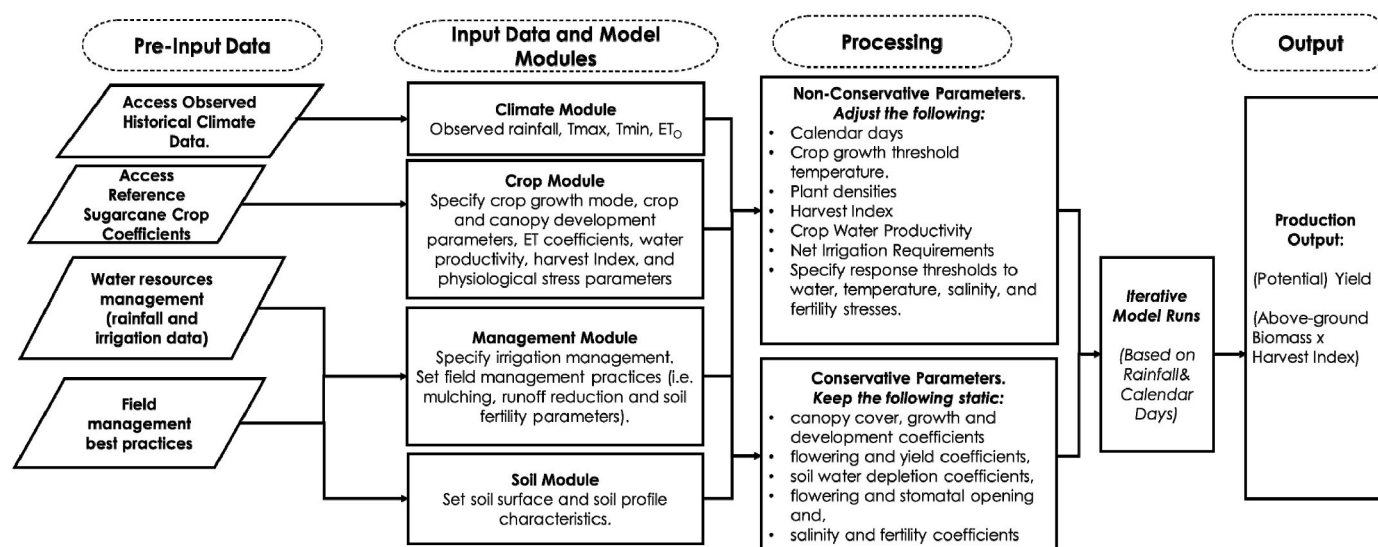 Pre-Input Data
Access Observed
Historical Climate
Data.
Access
Reference
Sugarcane Crop
Coefficients
Water resources
management
(rainfall and
irrigation data)
Field
management
best practices
Input Data and Model
Modules
Climate Module
Observed rainfall, Tmax, Tmin, ETO
Crop Module
Specify crop growth mode, crop
and canopy development
parameters, ET coefficients, water
productivity, harvest Index, and
physiological stress parameters
Management Module
Specify irrigation management.
Set field management practices (i.e.
mulching, runoff reduction and soil
fertility parameters).
Soil Module
Set soil surface and soil profile
characteristics.
Processing
Non-Conservative Parameters.
Adjust the following:
• Calendar days
• Crop growth threshold
temperature.
• Plant densities
• Harvest Index
• Crop Water Productivity
• Net Irrigation Requirements
• Specify response thresholds to
water, temperature, salinity, and
fertility stresses.
Conservative Parameters.
Keep the following static:
• canopy cover, growth and
development coefficients
• flowering and yield coefficients,
• soil water depletion coefficients,
• flowering and stomatal opening
and,
• salinity and fertility coefficients
Iterative
Model Runs
(Based on
Rainfall&
Calendar
Days)
Output
Production
Output:
(Potential) Yield
(Above-ground
Biomass x
Harvest Index)